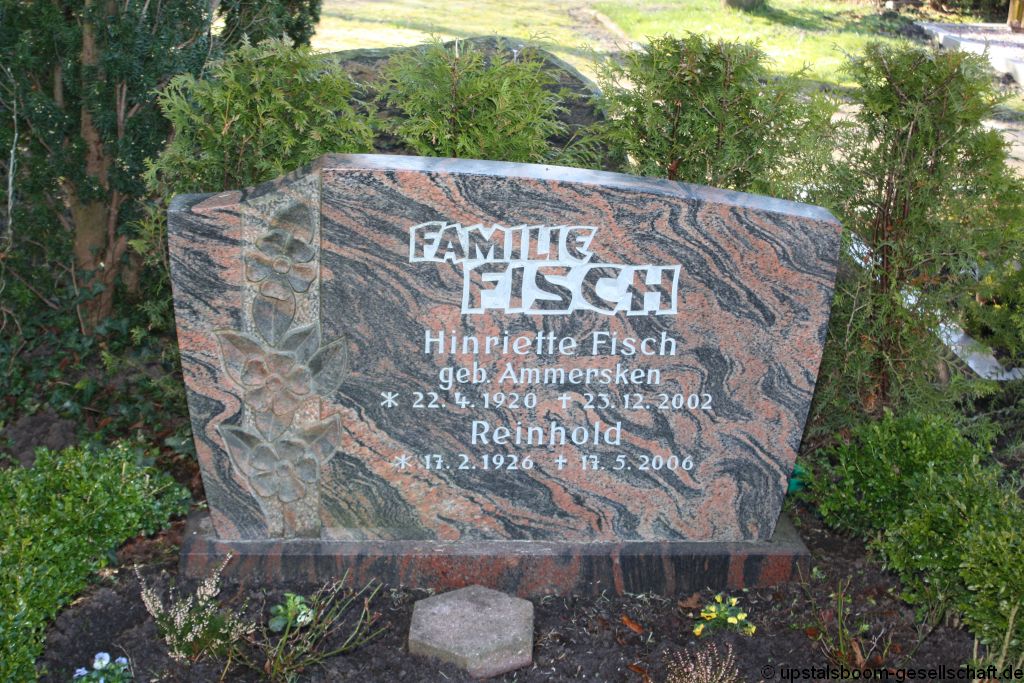 FAMILIE
FISCH
Hinriette Fisch
geb. Ammersken
* 22. 4. 1920 † 23. 12. 2002
Reinhold
* 17. 2. 1926 † 17. 5. 2006
© upstalsboom-gesellschaft.de